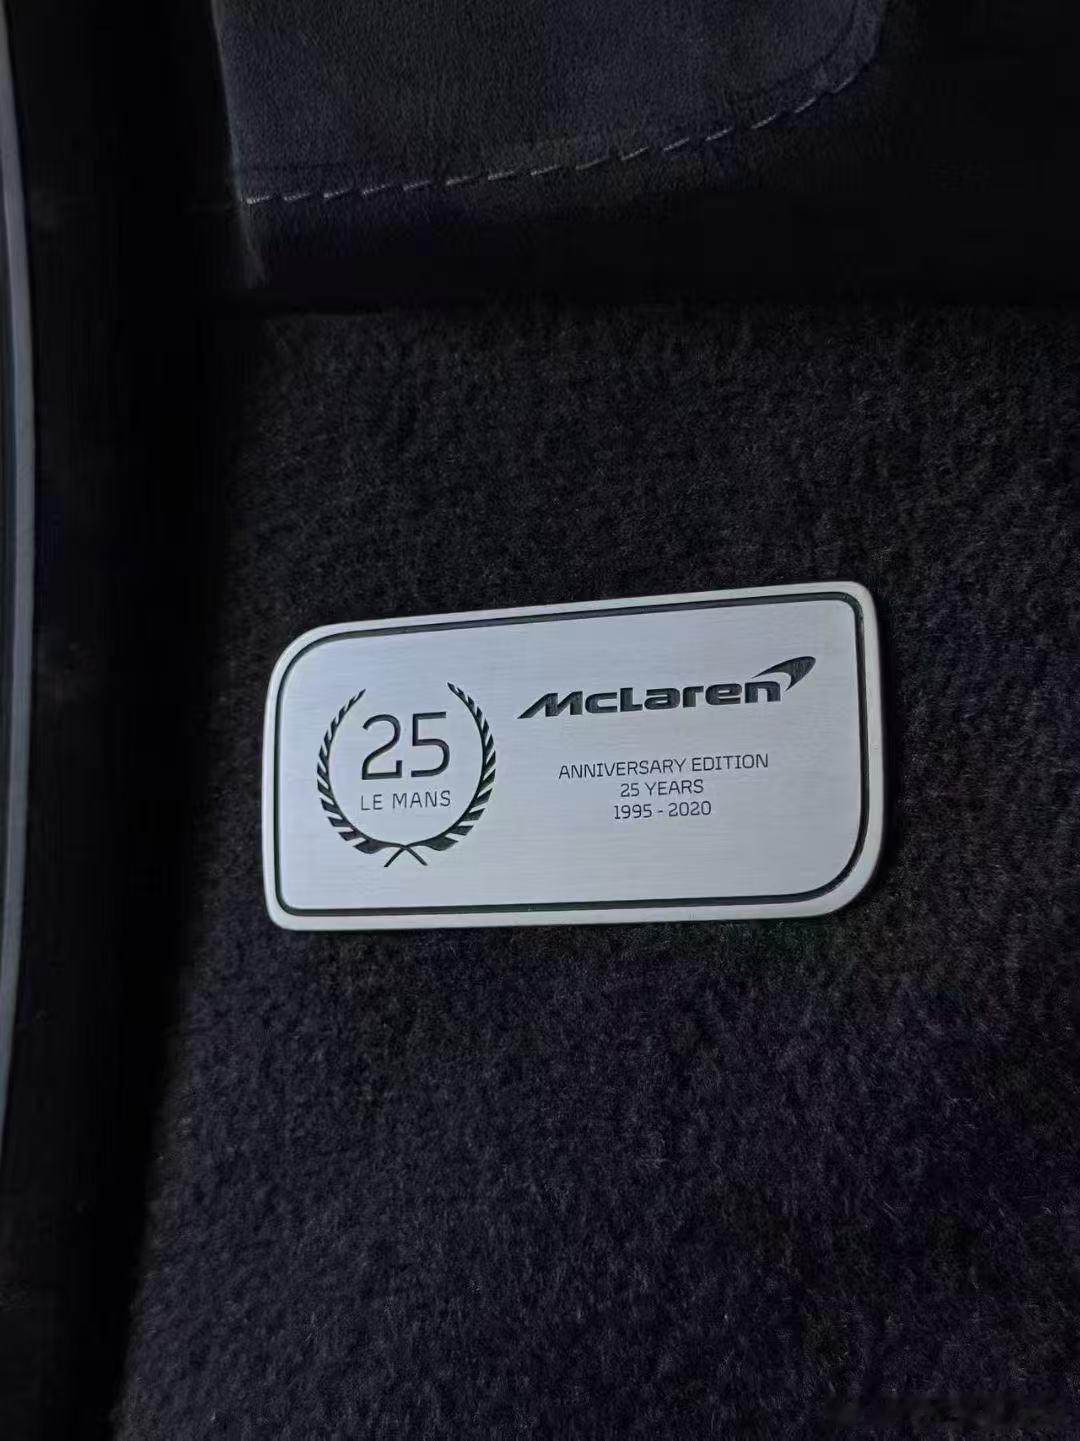 25
LE MANS
McLaren
ANNIVERSARY EDITION
25 YEARS
1995 - 2020